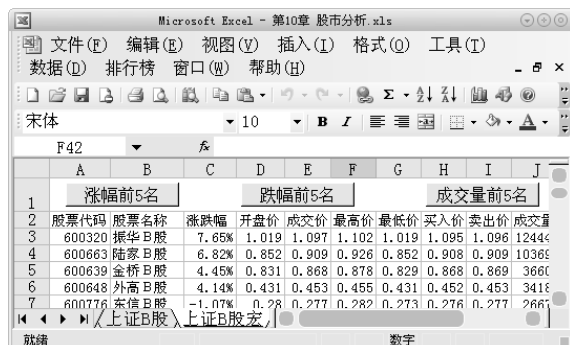 Microsoft Excel - 第10章 股市分析.xls
文件(F) 编辑(E) 视图(V) 插入(I) 格式(O) 工具(T)
数据(D) 排行榜 窗口(W) 帮助(H)
宋体 10 B I A
F42 fx
A B C D E F G H I J
1 涨幅前5名 跌幅前5名 成交量前5名
2 股票代码 股票名称 涨跌幅 开盘价 成交价 最高价 最低价 买入价 卖出价 成交量
3 600320 振华B股 7.65% 1.019 1.097 1.102 1.019 1.095 1.096 12444
4 600663 陆家B股 6.82% 0.852 0.909 0.926 0.852 0.908 0.909 10369
5 600639 金桥B股 4.45% 0.831 0.868 0.878 0.829 0.868 0.869 3660
6 600648 外高B股 4.14% 0.431 0.453 0.455 0.431 0.452 0.453 3418
7 600776 东信B股 -1.07% 0.28 0.277 0.282 0.273 0.276 0.277 2667
上证B股 上证B股宏
就绪 数字